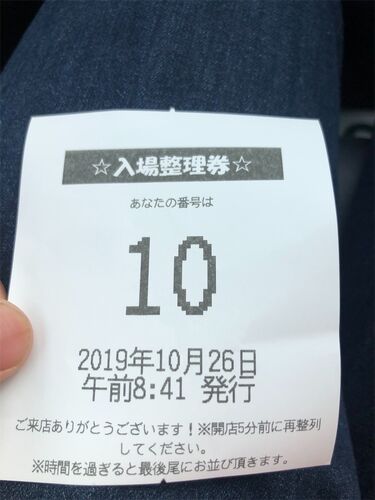 ☆入場整理券☆
あなたの番号は
10
2019年10月26日
午前8:41 発行
ご来店ありがとうございます！※開店5分前に再整列
してください。
※時間を過ぎると最後尾にお並び頂きます。